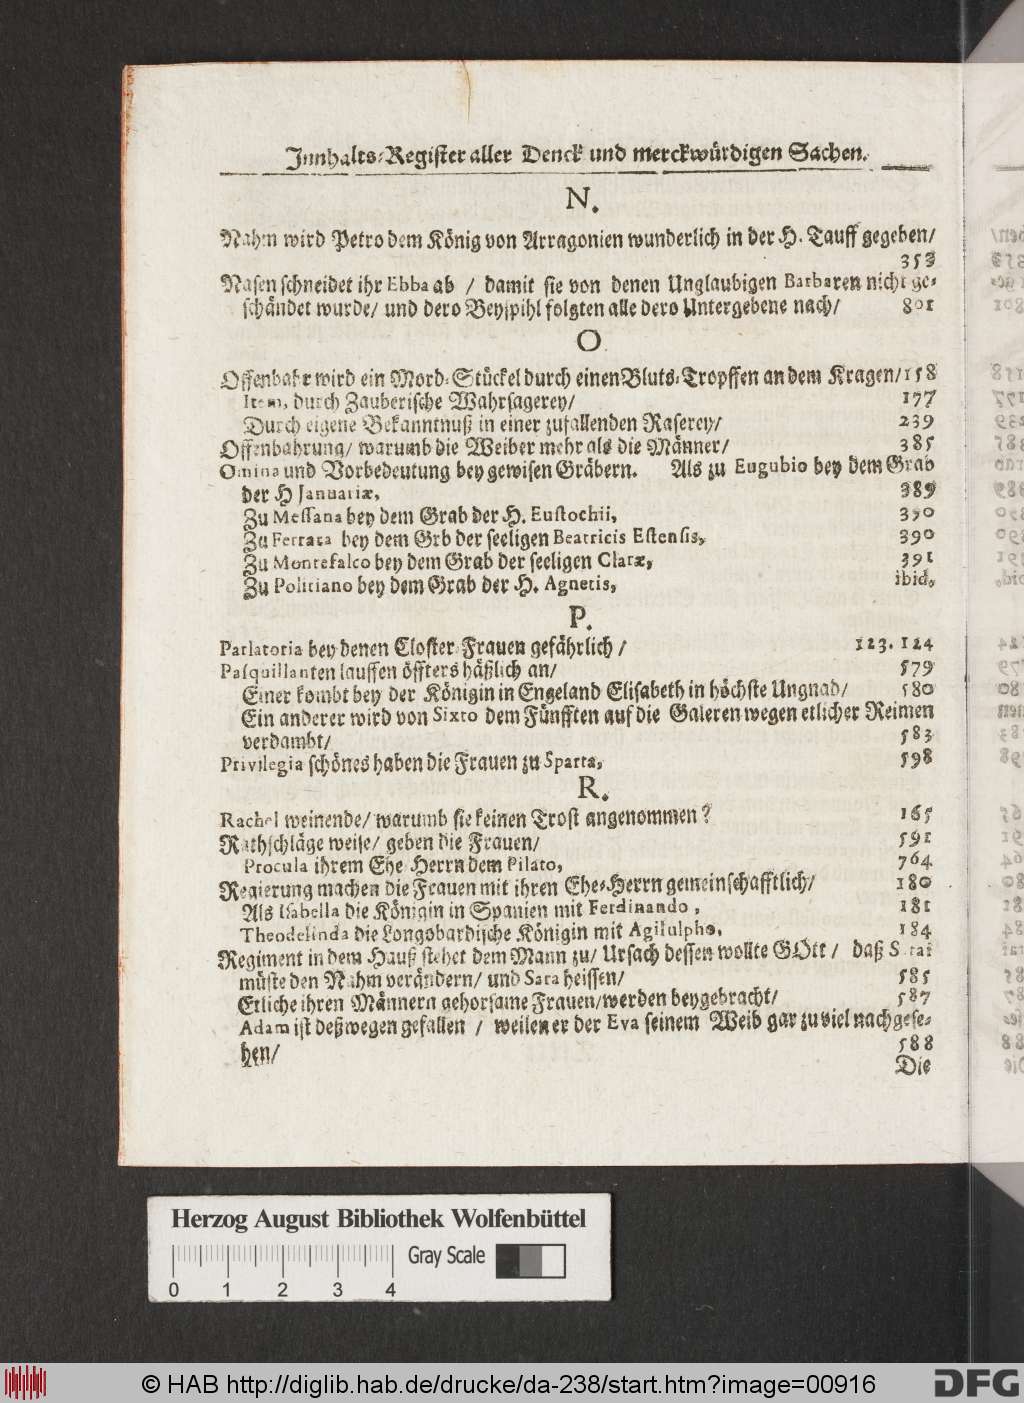 Jnnhalts-Register aller Denck und merckwürdigen Sachen.
N.
Nahm wird Petro dem König von Arragonien wunderlich in der H. Tauff gegeben/
353
Nasen schneidet ihr Ebba ab / damit sie von denen Unglaubigen Barbaren nicht ge-
schändet wurde/ und dero Beyspihl folgten alle dero Untergebene nach/ 801
O
Offenbahr wird ein Mord-Stückel durch einen Bluts-Tropffen an dem Kragen/ 158
Item, durch Zauberische Wahrsagerey/ 177
Durch eigene Bekanntnuß in einer zufallenden Raserey/ 239
Offenbahrung/ warumb die Weiber mehr als die Männer/ 385
Omina und Vorbedeutung bey gewisen Gräbern. Als zu Eugubio bey dem Grab
der H Januariæ, 389
Zu Messana bey dem Grab der H. Eustochii, 390
Zu Ferrara bey dem Grb der seeligen Beatricis Estensis, 390
Zu Montefalco bey dem Grab der seeligen Claræ, 391
Zu Politiano bey dem Grab der H. Agnetis, ibid,
P.
Parlatoria bey denen Closter-Frauen gefährlich / 123. 124
Pasquillanten lauffen öffters häßlich an/ 579
Einer kombt bey der Königin in Engeland Elisabeth in höchste Ungnad/ 580
Ein anderer wird von Sixto dem Fünfften auf die Galeren wegen etlicher Reimen
verdambt/ 583
Privilegia schönes haben die Frauen zu Sparta, 598
R.
Rachel weinende/ warumb sie keinen Trost angenommen? 165
Rathschläge weise/ geben die Frauen/ 591
Procula ihrem Ehe Herrn dem Pilato, 764
Regierung machen die Frauen mit ihren Ehe-Herrn gemeinschafftlich/ 180
Als Isabella die Königin in Spanien mit Ferdinando, 181
Theodelinda die Longobardische Königin mit Agilulpho, 184
Regiment in dem Hauß stehet dem Mann zu/ Ursach dessen wollte GOtt / daß Sarai
müste den Nahm verändern/ und Sara heissen/ 585
Etliche ihren Männern gehorsame Frauen/werden beygebracht/ 587
Adam ist deßwegen gefallen / weilen er der Eva seinem Weib gar zu viel nachgese-
hen/ 588
Die
Herzog August Bibliothek Wolfenbüttel
Gray Scale
0 1 2 3 4
© HAB http://diglib.hab.de/drucke/da-238/start.htm?image=00916
DFG